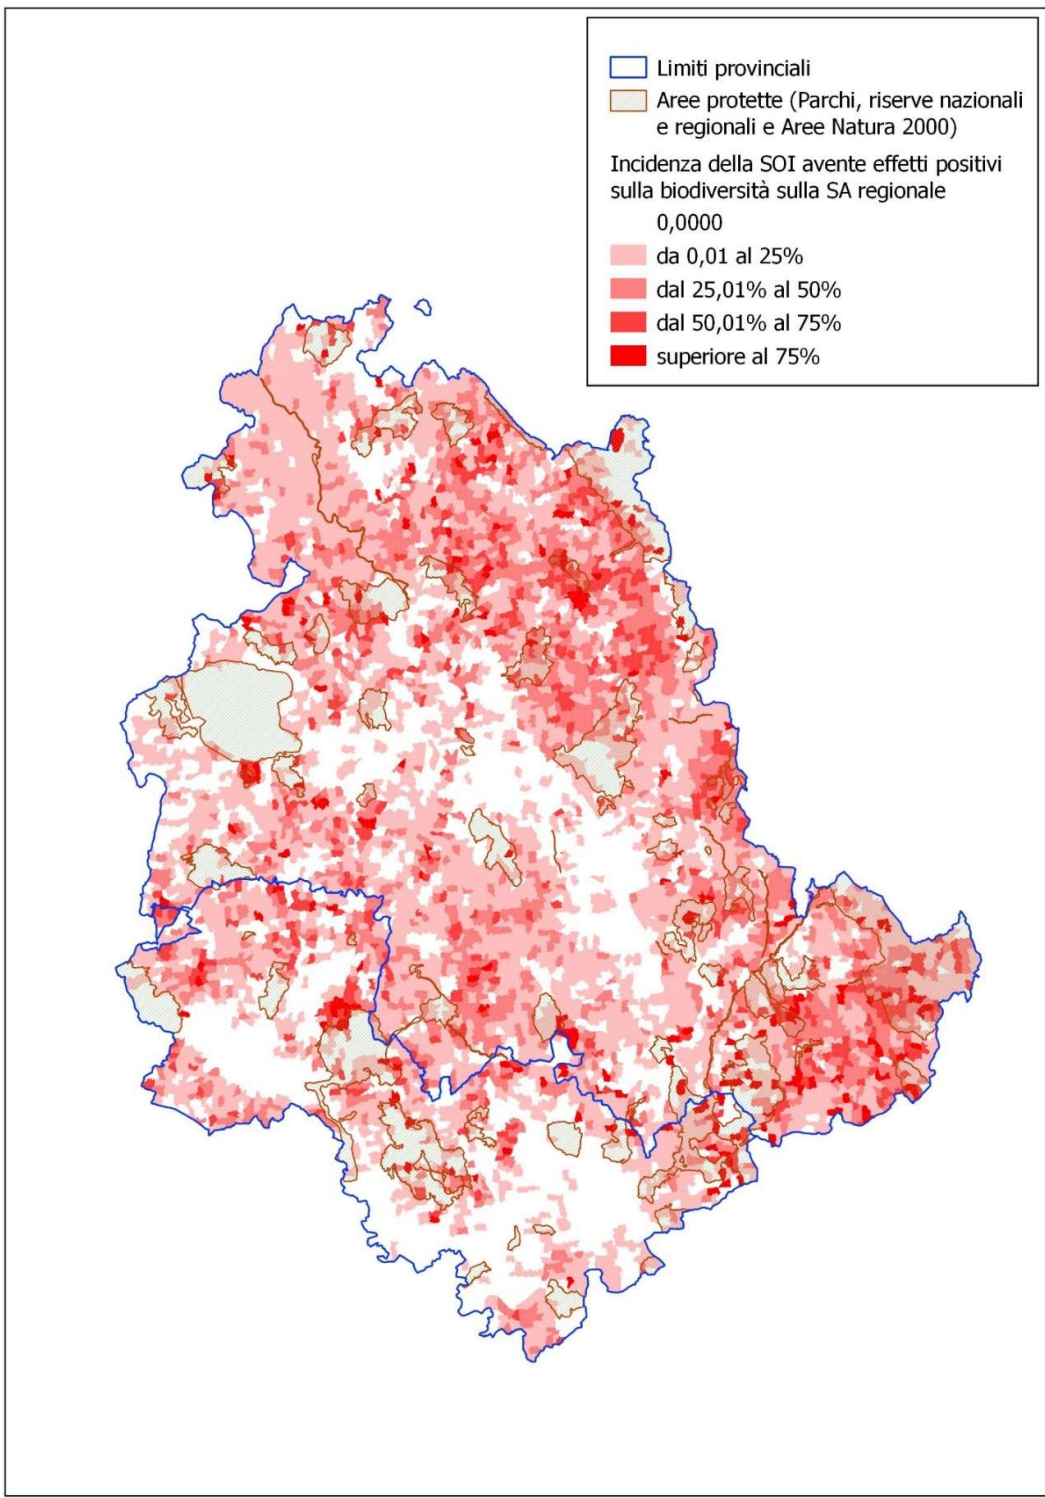 Limiti provinciali
Aree protette (Parchi, riserve nazionali
e regionali e Aree Natura 2000)
Incidenza della SOI avente effetti positivi
sulla biodiversità sulla SA regionale
0,0000
da 0,01 al 25%
dal 25,01% al 50%
dal 50,01% al 75%
superiore al 75%